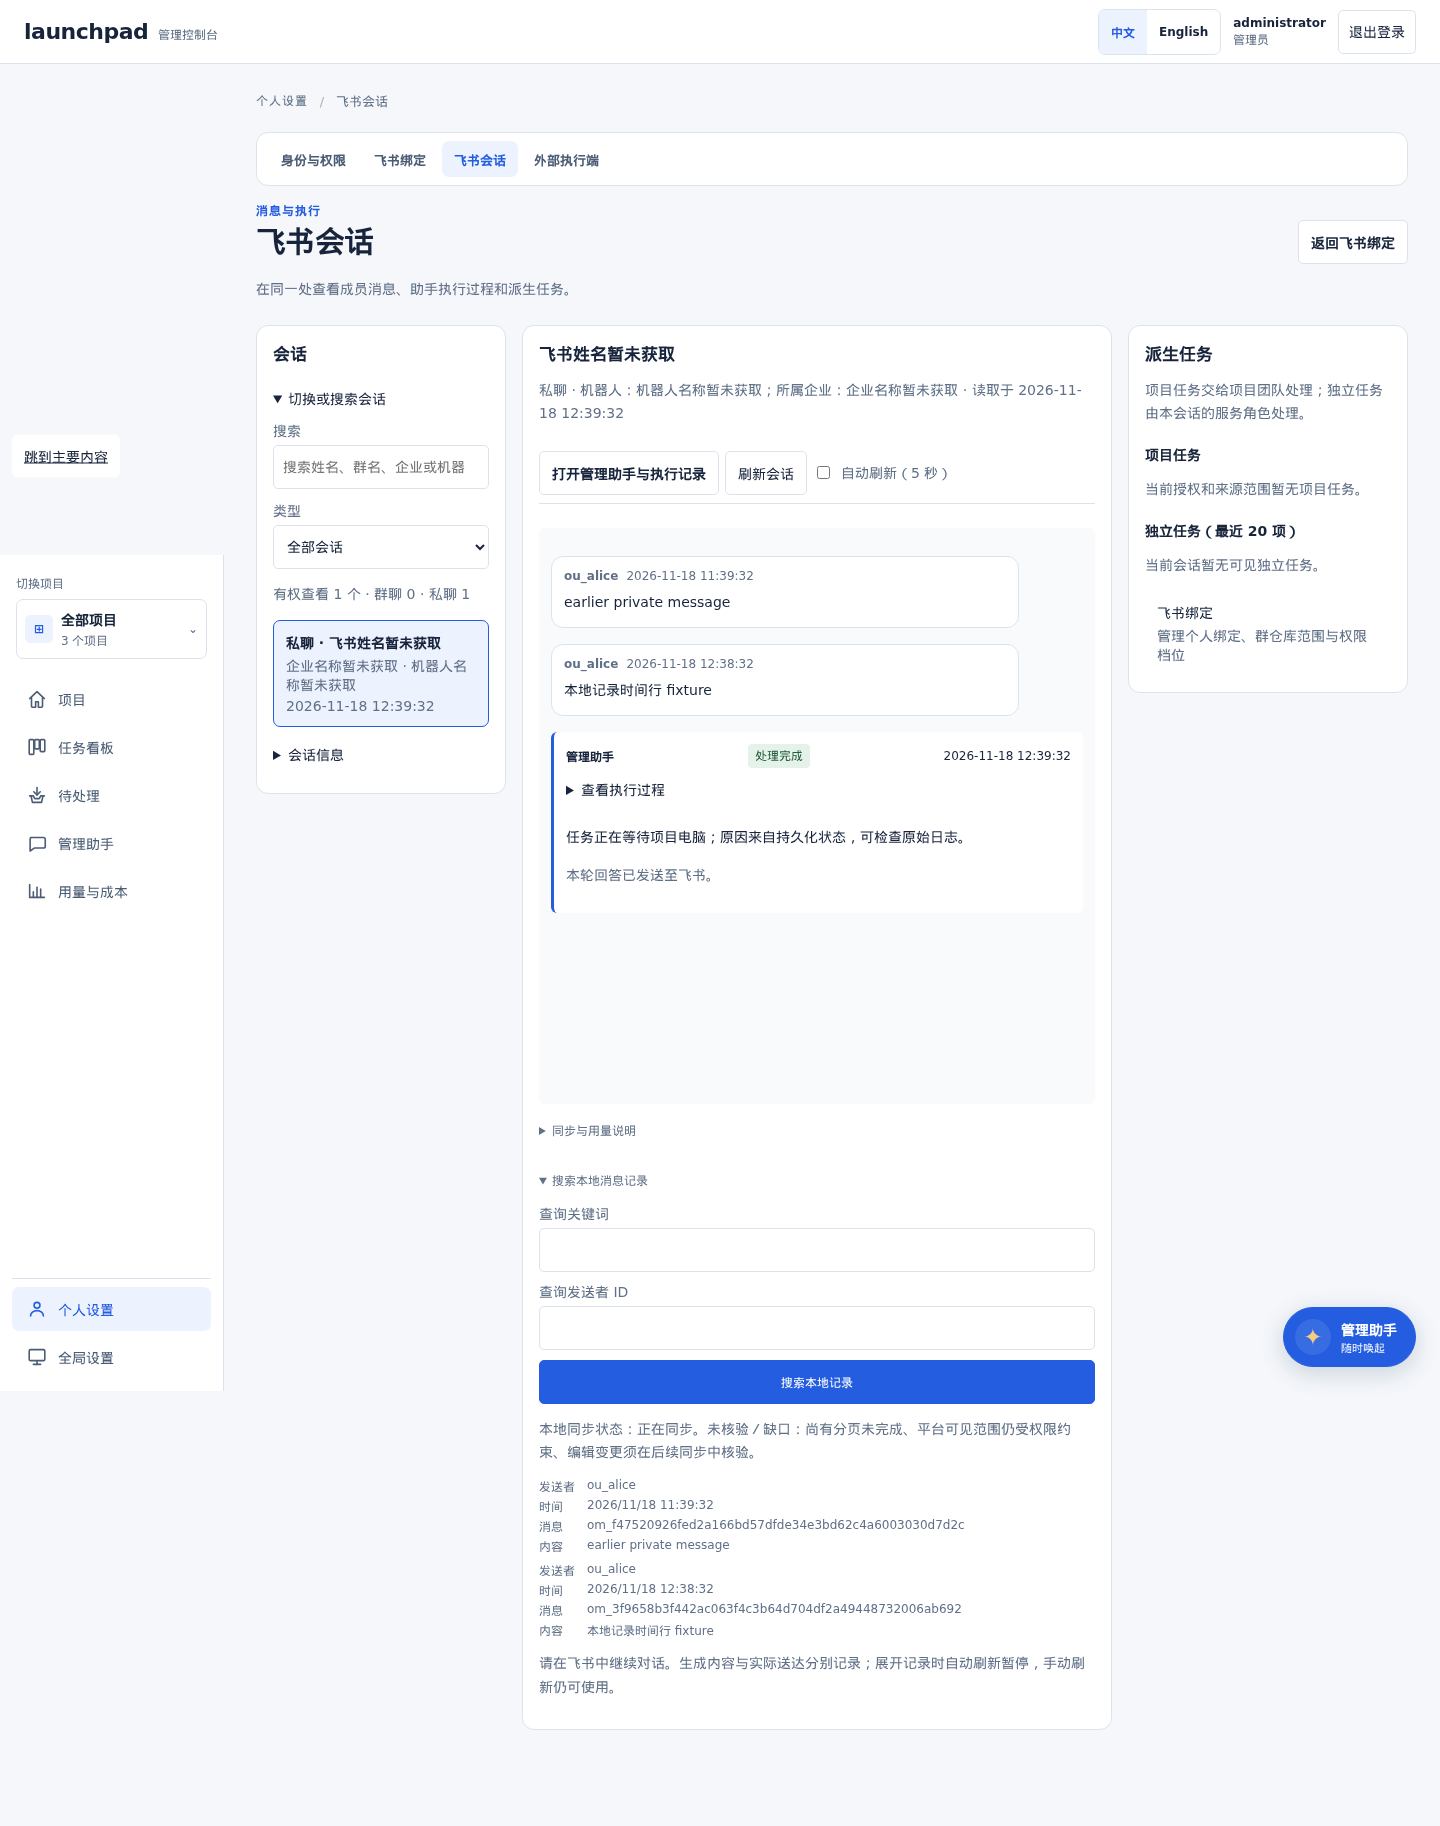 launchpad 管理控制台
中文 English
administrator
管理员
退出登录
个人设置 / 飞书会话
身份与权限 飞书绑定 飞书会话 外部执行端
消息与执行
飞书会话
返回飞书绑定
在同一处查看成员消息、助手执行过程和派生任务。
跳到主要内容
切换项目
⊞ 全部项目
3 个项目
项目
任务看板
待处理
管理助手
用量与成本
个人设置
全局设置
会话
▼ 切换或搜索会话
搜索
搜索姓名、群名、企业或机器
类型
全部会话
有权查看 1 个 · 群聊 0 · 私聊 1
私聊 · 飞书姓名暂未获取
企业名称暂未获取 · 机器人名
称暂未获取
2026-11-18 12:39:32
▶ 会话信息
飞书姓名暂未获取
私聊 · 机器人：机器人名称暂未获取；所属企业：企业名称暂未获取 · 读取于 2026-11-
18 12:39:32
打开管理助手与执行记录 刷新会话 自动刷新（5 秒）
ou_alice 2026-11-18 11:39:32
earlier private message
ou_alice 2026-11-18 12:38:32
本地记录时间行 fixture
管理助手 处理完成 2026-11-18 12:39:32
▶ 查看执行过程
任务正在等待项目电脑；原因来自持久化状态，可检查原始日志。
本轮回答已发送至飞书。
▶ 同步与用量说明
▼ 搜索本地消息记录
查询关键词
查询发送者 ID
搜索本地记录
本地同步状态：正在同步。未核验 / 缺口：尚有分页未完成、平台可见范围仍受权限约
束、编辑变更须在后续同步中核验。
发送者 ou_alice
时间 2026/11/18 11:39:32
消息 om_f47520926fed2a166bd57dfde34e3bd62c4a6003030d7d2c
内容 earlier private message
发送者 ou_alice
时间 2026/11/18 12:38:32
消息 om_3f9658b3f442ac063f4c3b64d704df2a49448732006ab692
内容 本地记录时间行 fixture
请在飞书中继续对话。生成内容与实际送达分别记录；展开记录时自动刷新暂停，手动刷
新仍可使用。
派生任务
项目任务交给项目团队处理；独立任务
由本会话的服务角色处理。
项目任务
当前授权和来源范围暂无项目任务。
独立任务（最近 20 项）
当前会话暂无可见独立任务。
飞书绑定
管理个人绑定、群仓库范围与权限
档位
管理助手
随时唤起